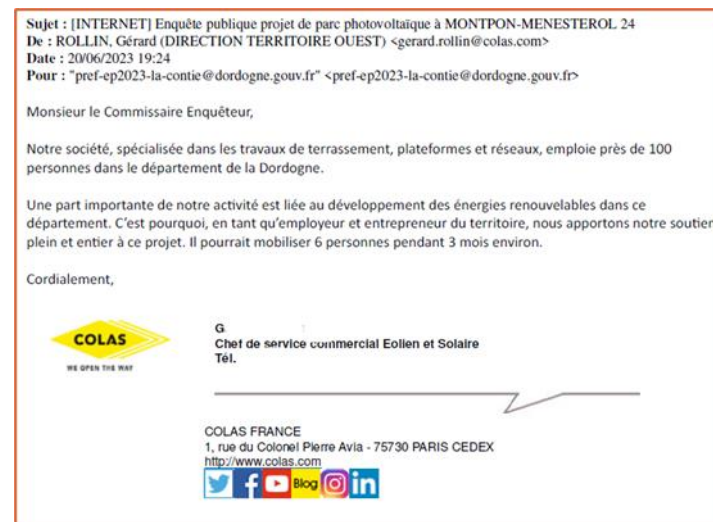 Sujet : [INTERNET] Enquête publique projet de parc photovoltaïque à MONTPON-MENESTEROL 24
De : ROLLIN, Gérard (DIRECTION TERRITOIRE OUEST) <gerard.rollin@colas.com>
Date : 20/06/2023 19:24
Pour : "pref-ep2023-la-contie@dordogne.gouv.fr" <pref-ep2023-la-contie@dordogne.gouv.fr>
Monsieur le Commissaire Enquêteur,
Notre société, spécialisée dans les travaux de terrassement, plateformes et réseaux, emploie près de 100
personnes dans le département de la Dordogne.
Une part importante de notre activité est liée au développement des énergies renouvelables dans ce
département. C'est pourquoi, en tant qu'employeur et entrepreneur du territoire, nous apportons notre soutien
plein et entier à ce projet. Il pourrait mobiliser 6 personnes pendant 3 mois environ.
Cordialement,
COLAS
WE OPEN THE WAY
G
Chef de service commercial Eolien et Solaire
Tél.
COLAS FRANCE
1, rue du Colonel Pierre Avia - 75730 PARIS CEDEX
http://www.colas.com
Blog